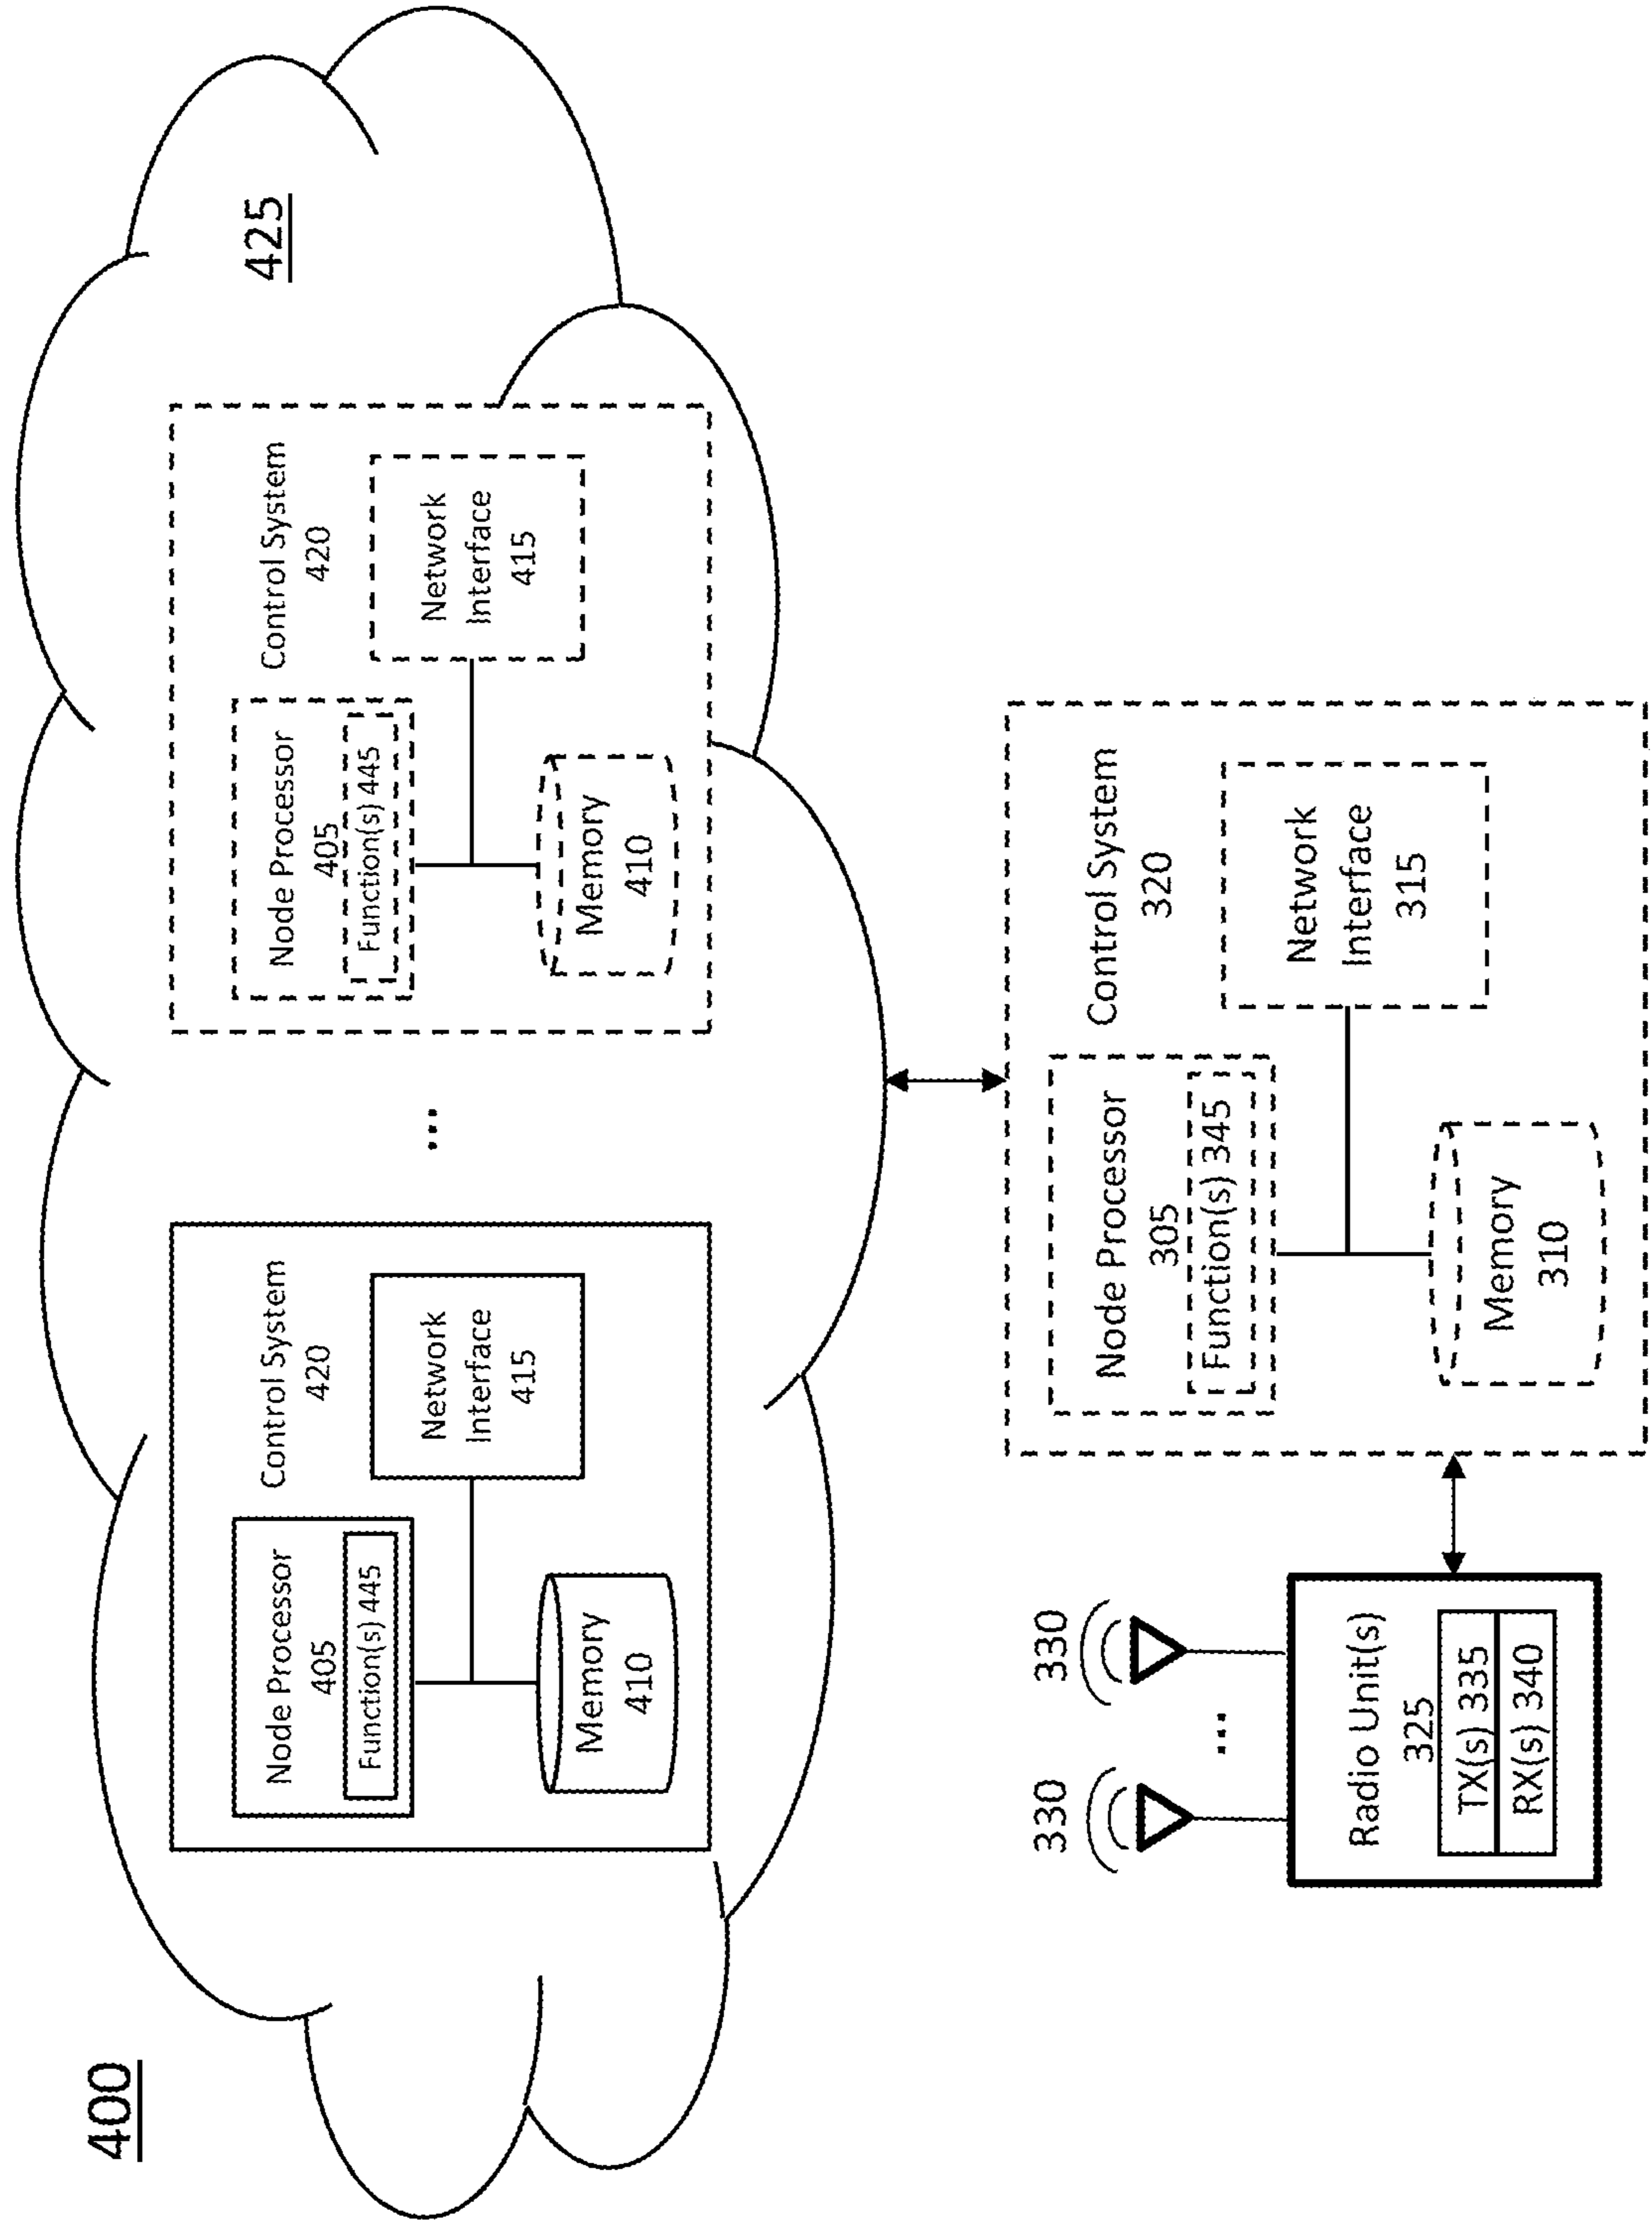 400
425
Control System
420
Node Processor
405
Function(s) 445
Network
Interface
415
Memory
410
...
Control System
420
Node Processor
405
Function(s) 445
Network
Interface
415
Memory
410
330
330
...
Radio Unit(s)
325
TX(s) 335
RX(s) 340
Control System
320
Node Processor
305
Function(s) 345
Network
Interface
315
Memory
310